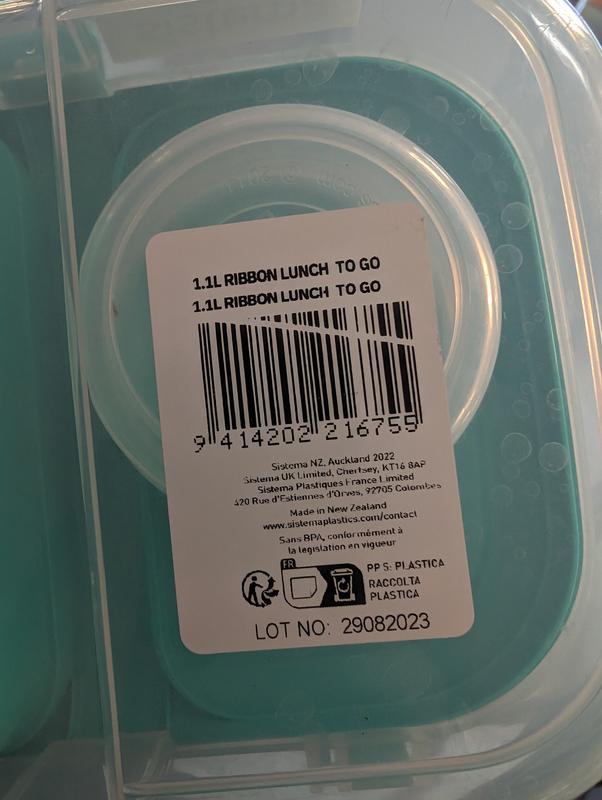 © 2011
1.1L RIBBON LUNCH TO GO
1.1L RIBBON LUNCH TO GO
9 414202 216755
Sistema NZ, Auckland 2022
Sistema UK Limited, Chertsey, KT16 8AP
Sistema Plastiques France Limited
420 Rue d'Estiennes d'Orves, 92705 Colombes
Made in New Zealand
www.sistemaplastics.com/contact
Sans BPA, conformément à
la legislation en vigueur
FR
PP 5: PLASTICA
RACCOLTA
PLASTICA
LOT NO: 29082023